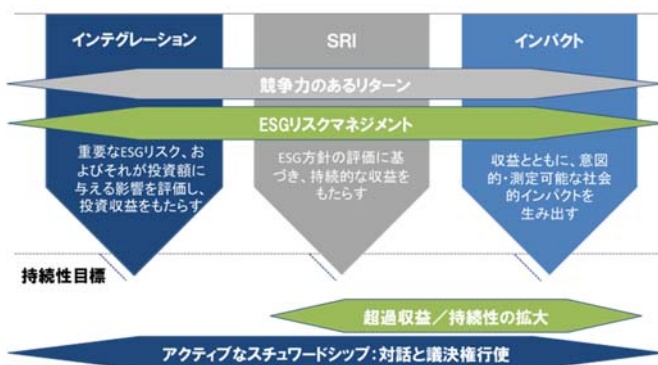 インテグレーション
SRI
インパクト
競争力のあるリターン
ESGリスクマネジメント
重要なESGリスク、お
よびそれが投資額に
与える影響を評価し、
投資収益をもたらす
ESG方針の評価に基
づき、持続的な収益を
もたらす
収益とともに、意図
的・測定可能な社会
的インパクトを
生み出す
持続性目標
超過収益／持続性の拡大
アクティブなスチュワードシップ：対話と議決権行使